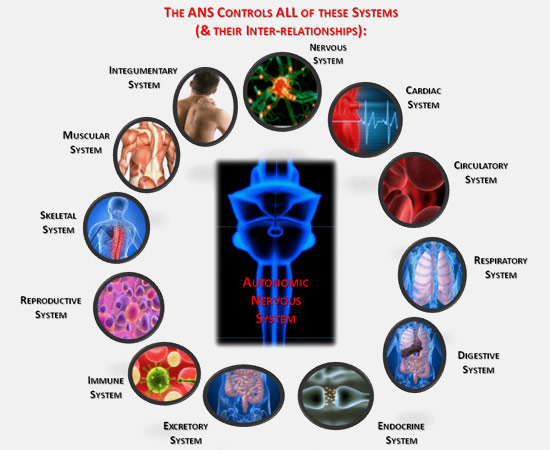 THE ANS CONTROLS ALL OF THESE SYSTEMS
(& THEIR INTER-RELATIONSHIPS):
NERVOUS
SYSTEM
CARDIAC
SYSTEM
CIRCULATORY
SYSTEM
RESPIRATORY
SYSTEM
DIGESTIVE
SYSTEM
ENDOCRINE
SYSTEM
EXCRETORY
SYSTEM
IMMUNE
SYSTEM
REPRODUCTIVE
SYSTEM
SKELETAL
SYSTEM
MUSCULAR
SYSTEM
INTEGUMENTARY
SYSTEM
AUTONOMIC
NERVOUS
SYSTEM